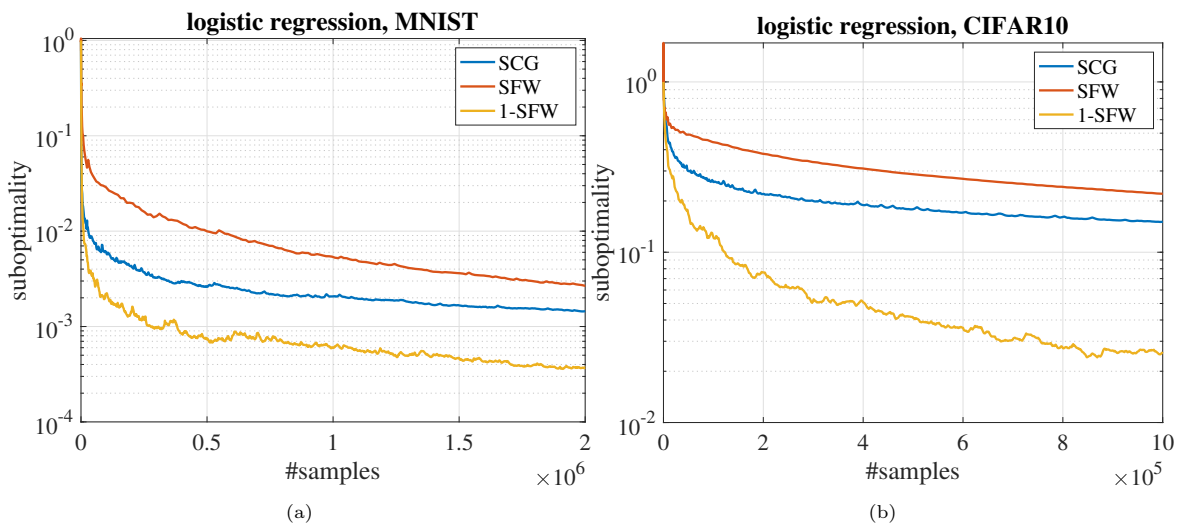 logistic regression, MNIST
10^0
10^-1
10^-2
10^-3
10^-4
suboptimality
SCG
SFW
1-SFW
0
0.5
1
1.5
2
#samples
×10^6
(a)
logistic regression, CIFAR10
10^0
10^-1
10^-2
suboptimality
SCG
SFW
1-SFW
0
2
4
6
8
10
#samples
×10^5
(b)